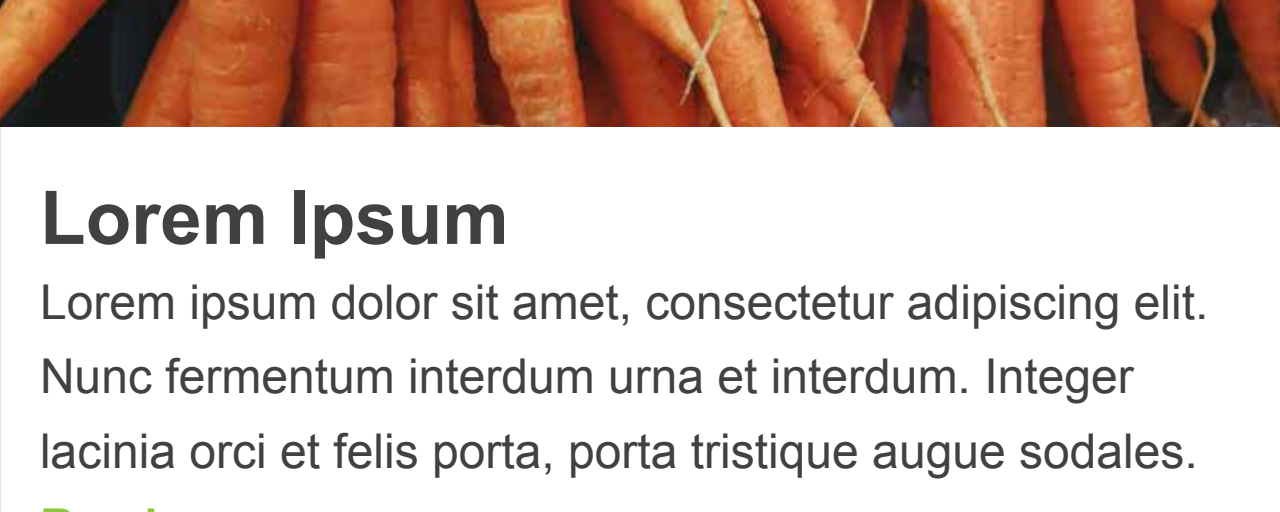 Lorem Ipsum
Lorem ipsum dolor sit amet, consectetur adipiscing elit.
Nunc fermentum interdum urna et interdum. Integer
lacinia orci et felis porta, porta tristique augue sodales.